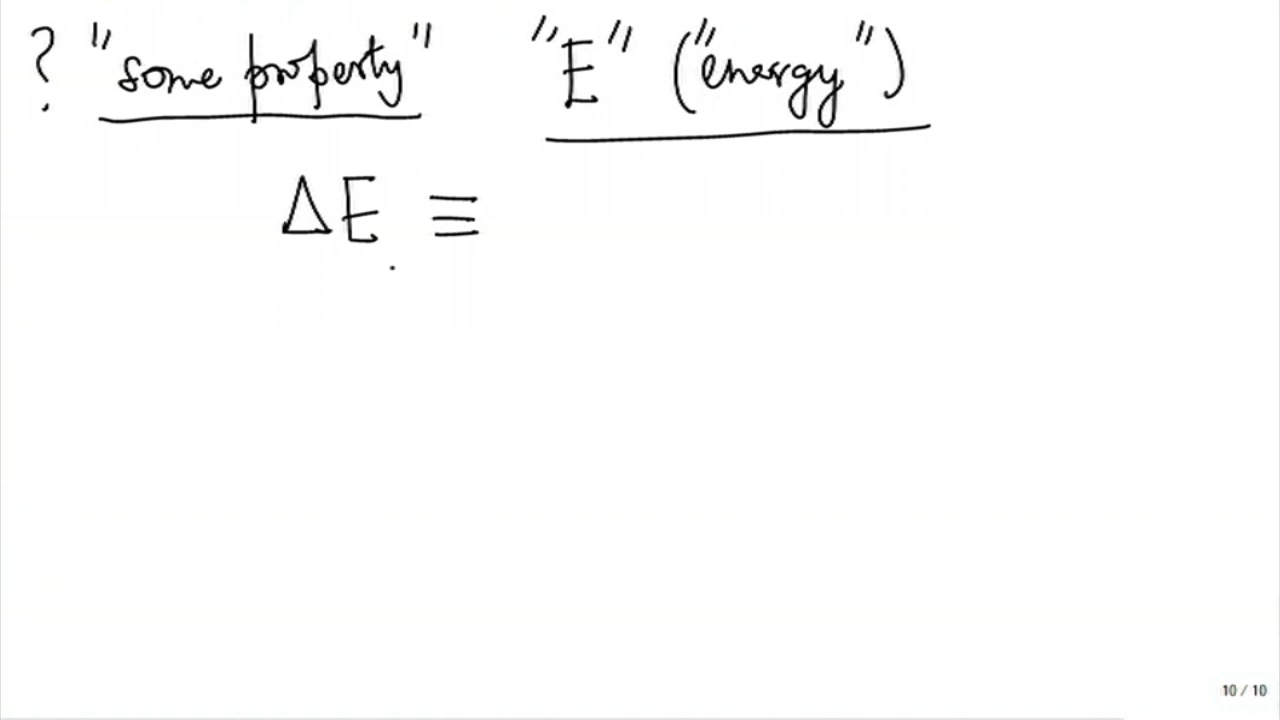 ? "some property" "E" ("energy")
ΔE ≡
10 / 10